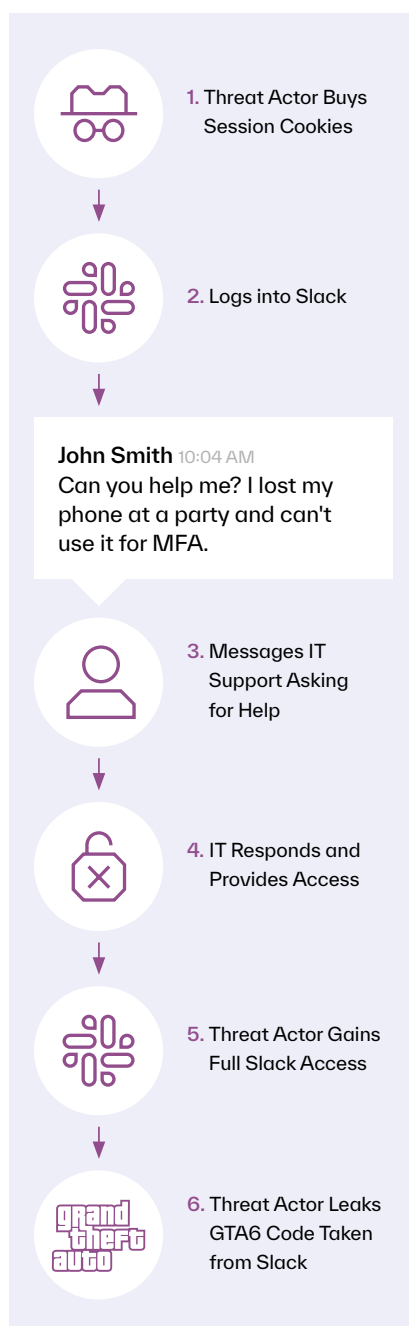 1. Threat Actor Buys
Session Cookies
2. Logs into Slack
John Smith 10:04 AM
Can you help me? I lost my
phone at a party and can't
use it for MFA.
3. Messages IT
Support Asking
for Help
4. IT Responds and
Provides Access
5. Threat Actor Gains
Full Slack Access
grand
theft
auto
6. Threat Actor Leaks
GTA6 Code Taken
from Slack